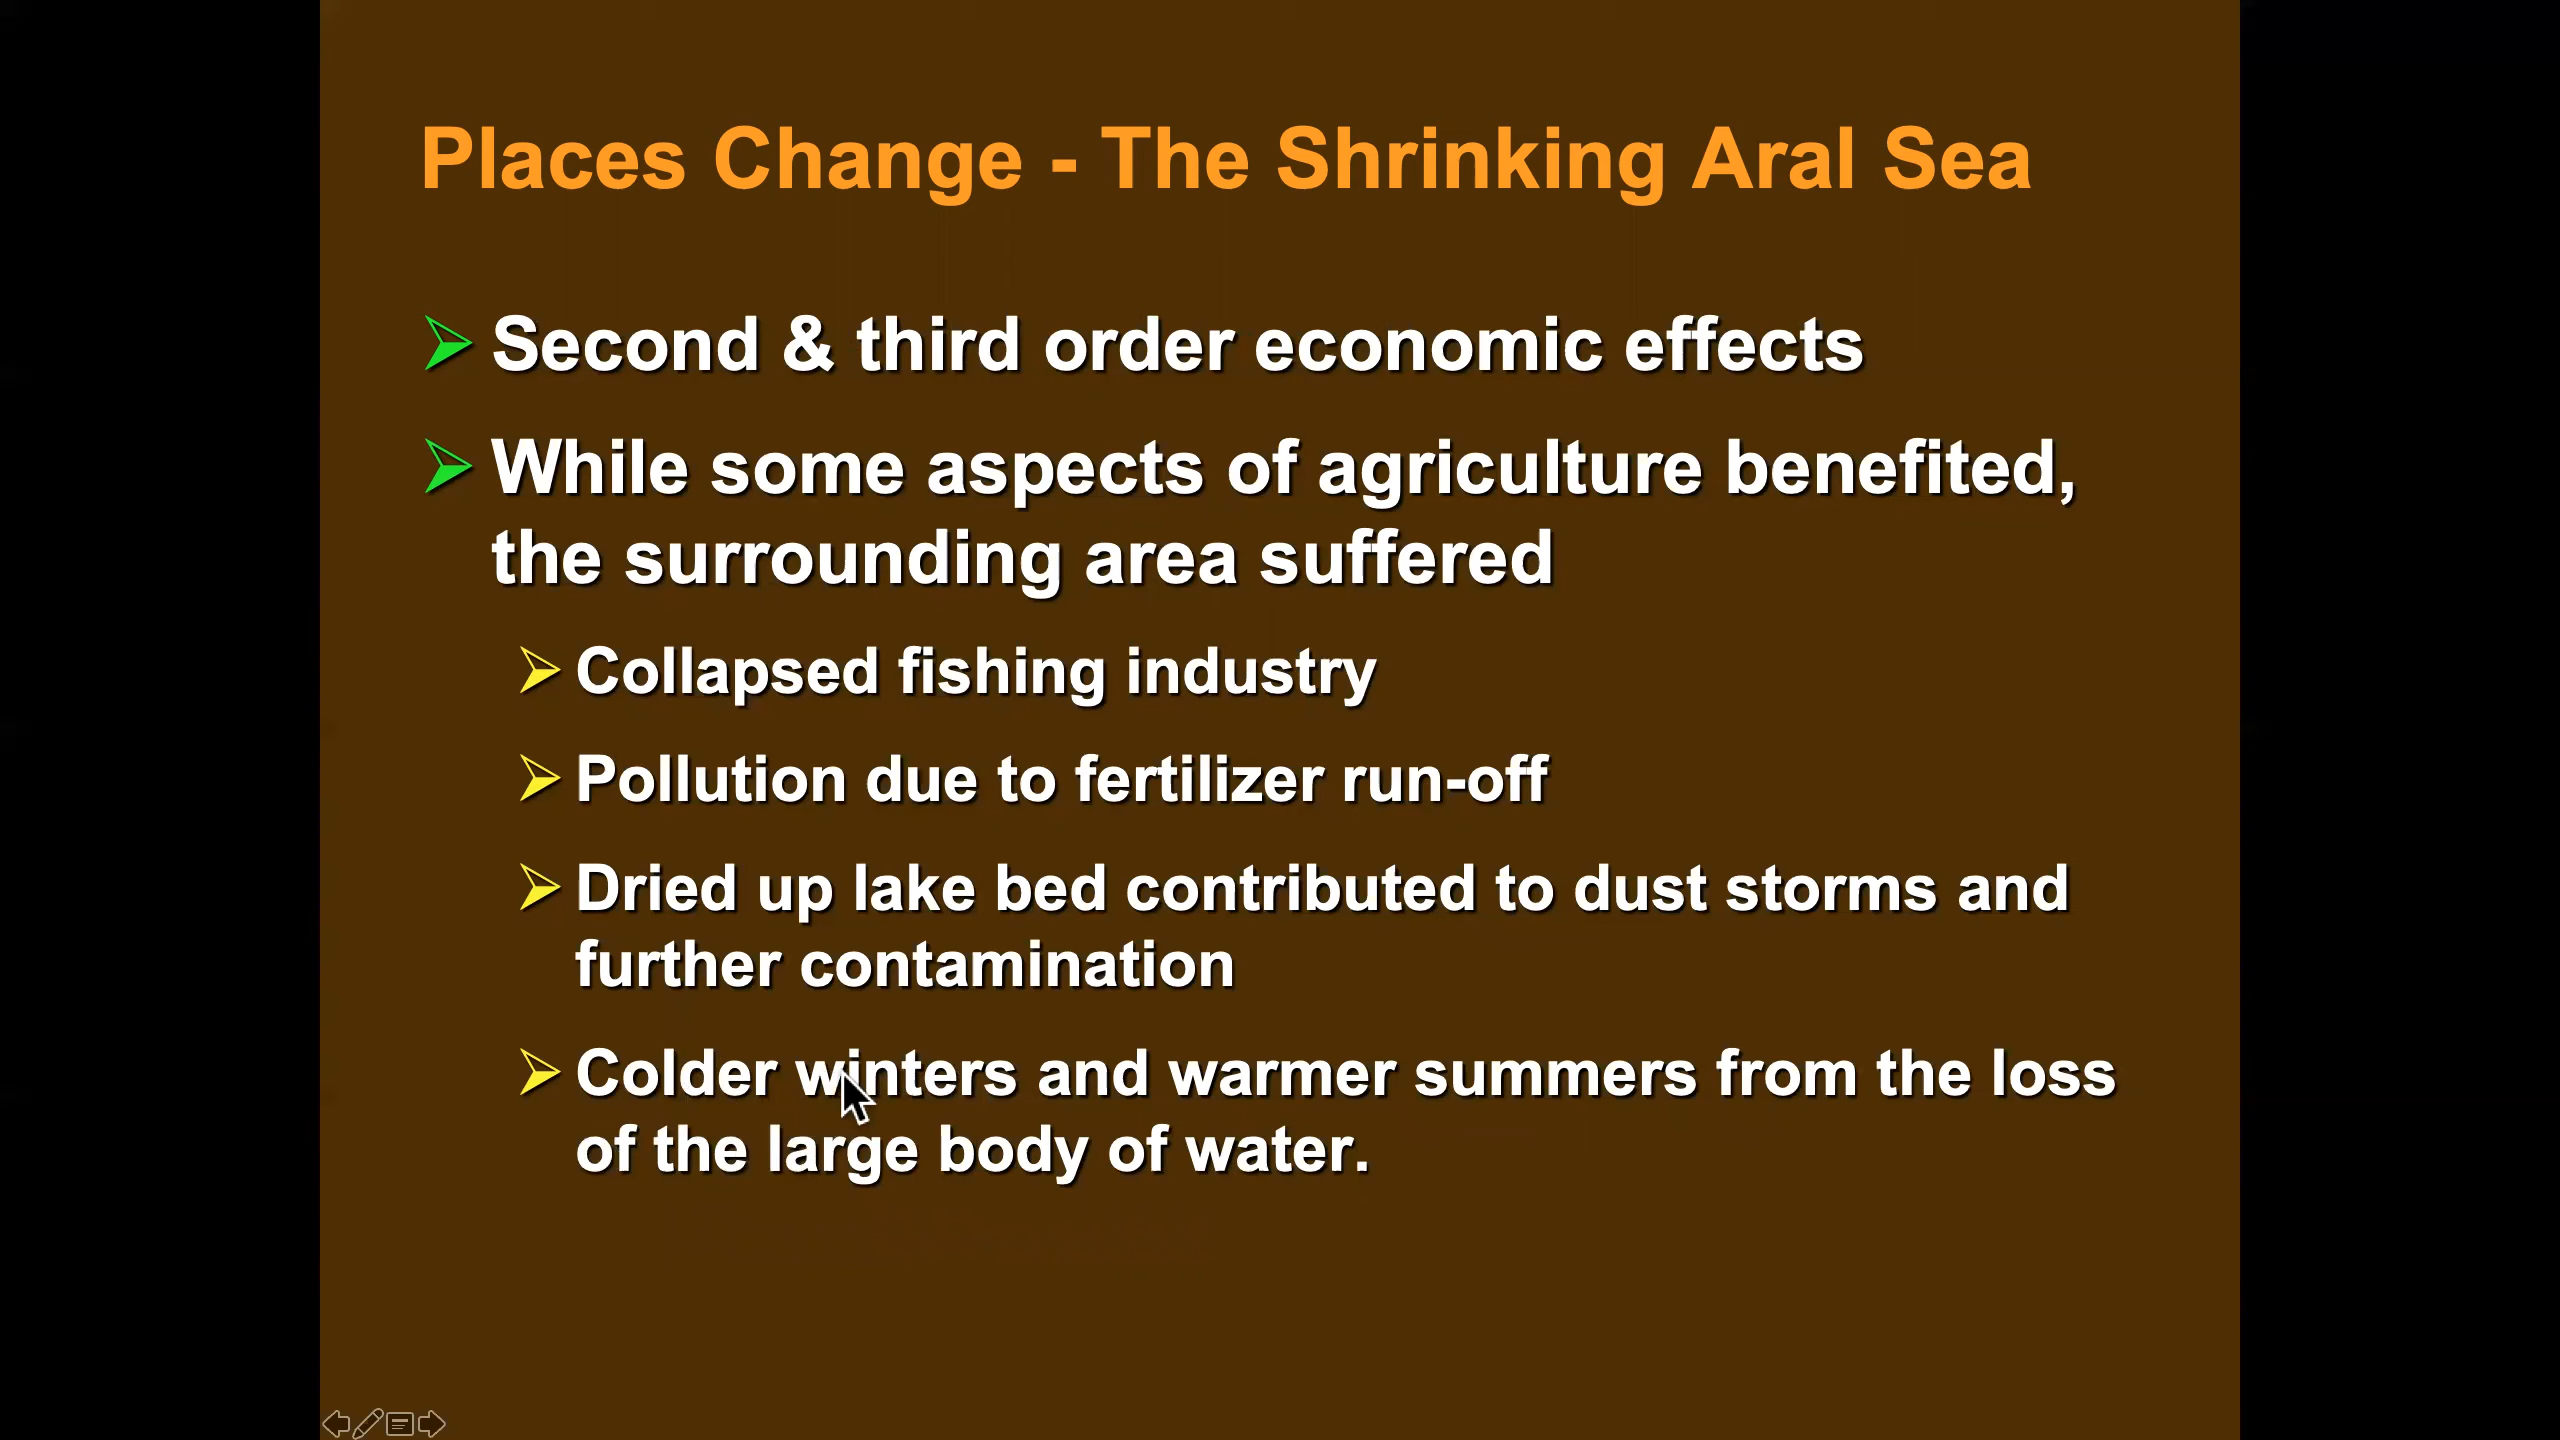 Places Change - The Shrinking Aral Sea
Second & third order economic effects
While some aspects of agriculture benefited,
the surrounding area suffered
Collapsed fishing industry
Pollution due to fertilizer run-off
Dried up lake bed contributed to dust storms and
further contamination
Colder winters and warmer summers from the loss
of the large body of water.